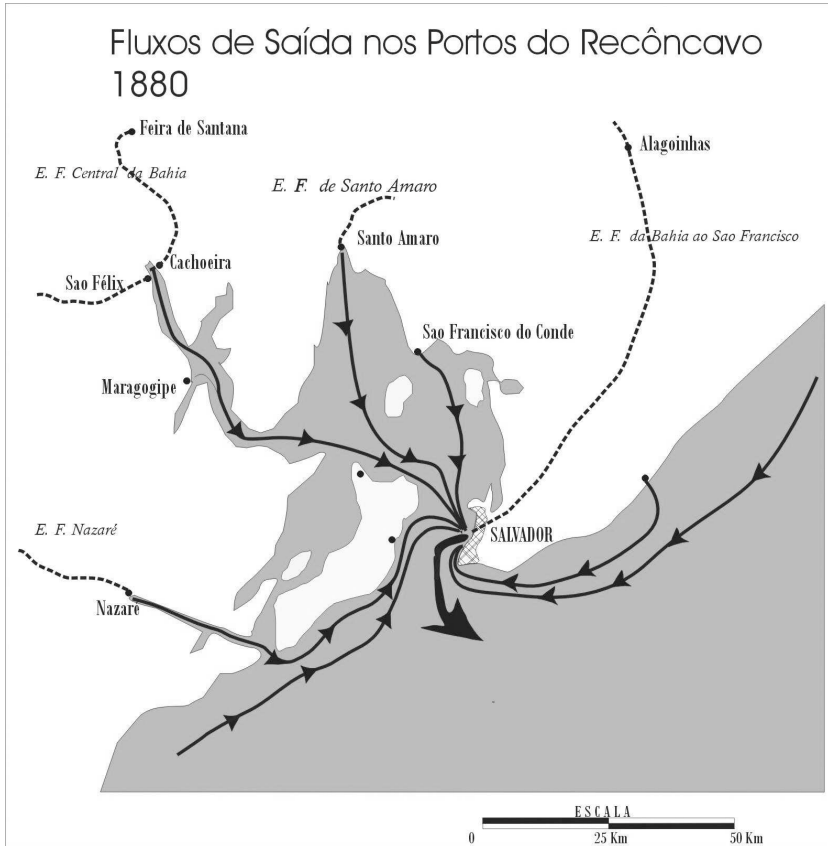 Fluxos de Saída nos Portos do Recôncavo
1880
Feira de Santana
Alagoinhas
E. F. Central da Bahia
E. F. de Santo Amaro
Santo Amaro
E. F. da Bahia ao Sao Francisco
Cachoeira
Sao Félix
Sao Francisco do Conde
Maragogipe
E. F. Nazaré
SALVADOR
Nazaré
ESCALA
0 25 Km 50 Km